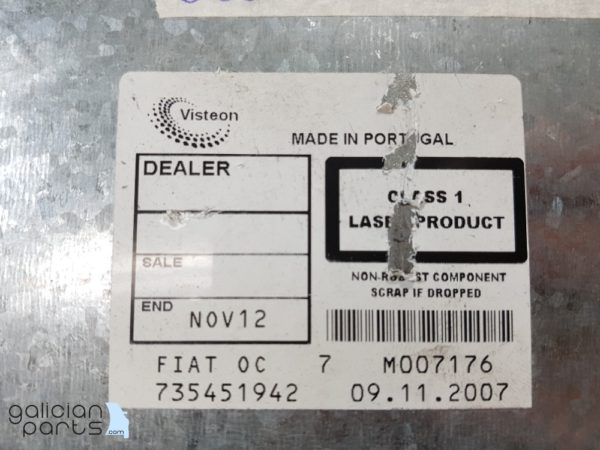 Visteon
MADE IN PORTUGAL
DEALER
CLASS 1
LASER PRODUCT
SALE
NON-ROBUST COMPONENT
SCRAP IF DROPPED
END NOV12
FIAT OC 7 M007176
735451942 09.11.2007
galician
parts.com